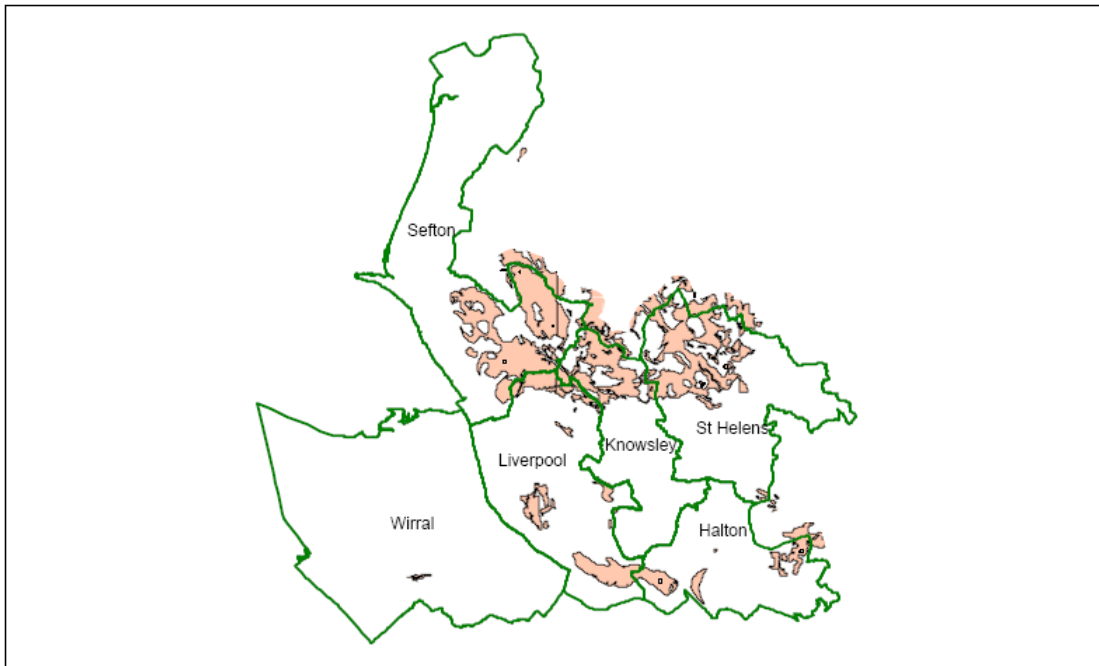 Sefton
St Helens
Knowsley
Liverpool
Wirral
Halton